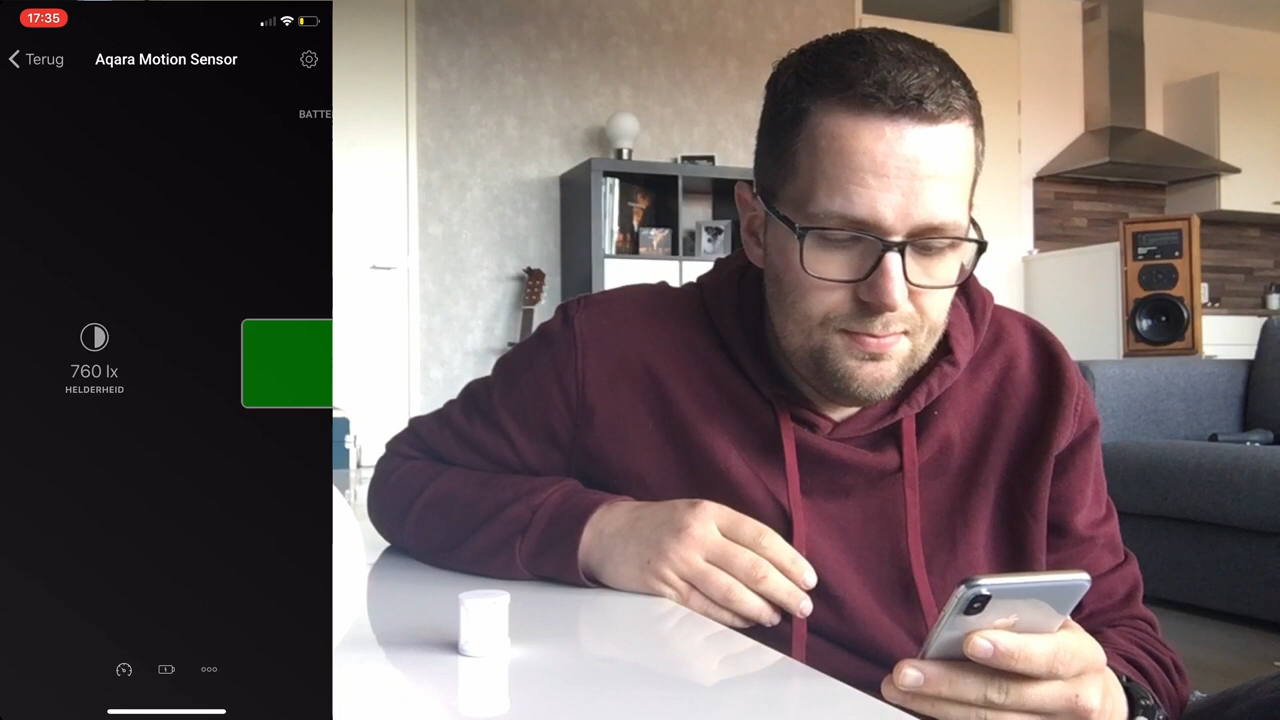 17:35
Terug
Aqara Motion Sensor
BATTE
760 lx
HELDERHEID